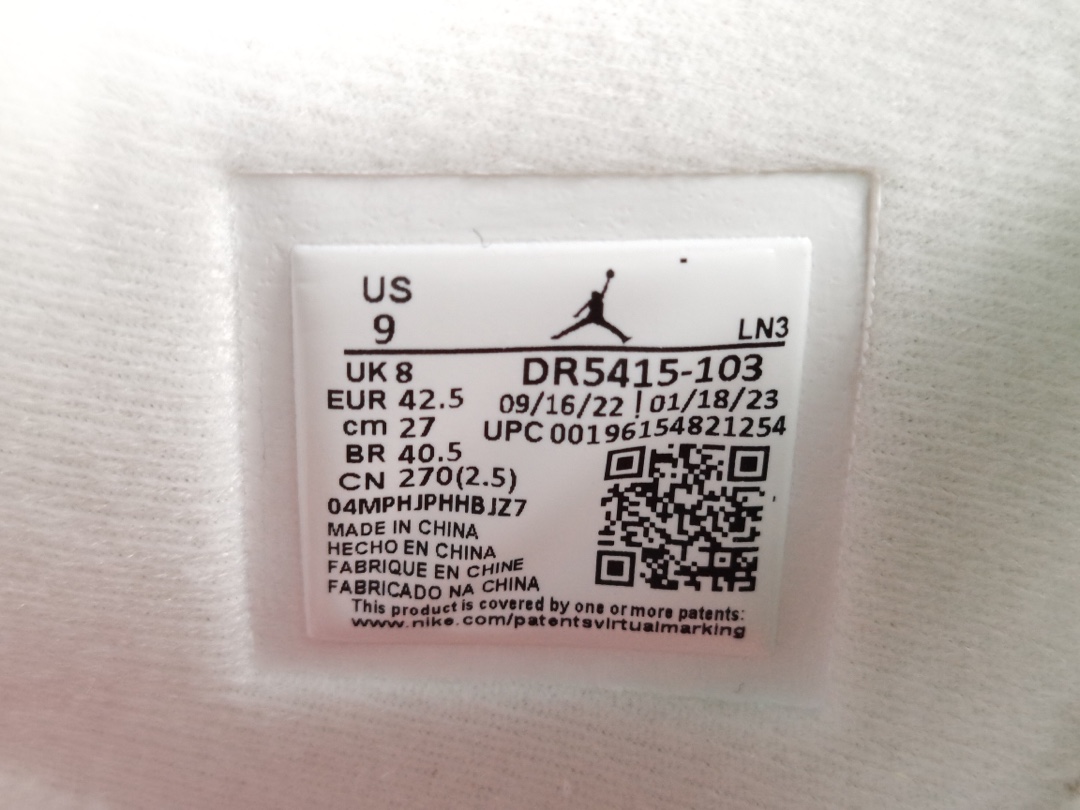 US
9
LN3
UK 8
DR5415-103
EUR 42.5
09/16/22 | 01/18/23
cm 27
UPC 00196154821254
BR 40.5
CN 270(2.5)
04MPHJPHHBJZ7
MADE IN CHINA
HECHO EN CHINA
FABRIQUE EN CHINE
FABRICADO NA CHINA
This product is covered by one or more patents:
www.nike.com/patentsvirtualmarking